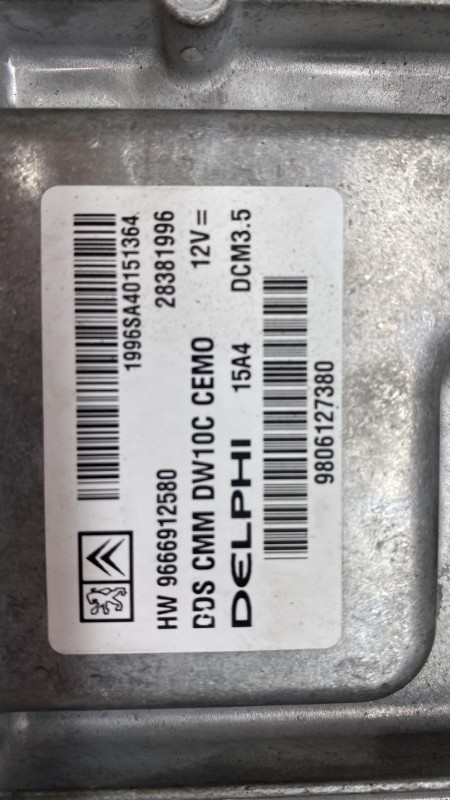 1996SA40151364
HW 9666912580 28381996
DDS CMM DW10C CEMO 12V =
DELPHI 15A4 DCM3.5
9806127380